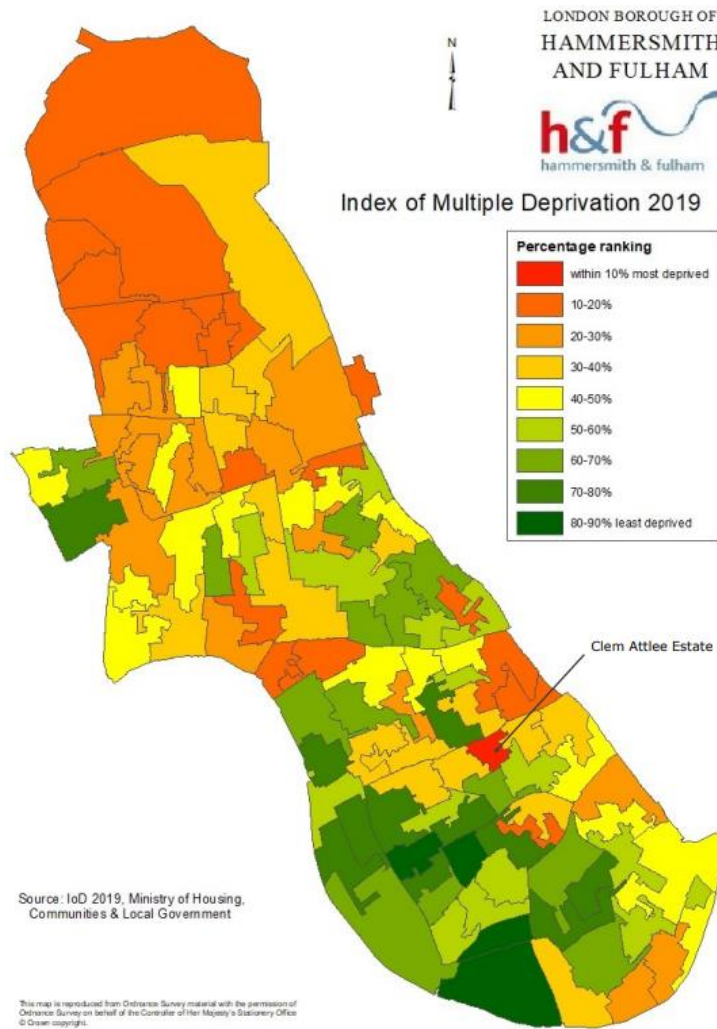 LONDON BOROUGH OF
HAMMERSMITH
AND FULHAM
N
h&f
hammersmith & fulham
Index of Multiple Deprivation 2019
Percentage ranking
within 10% most deprived
10-20%
20-30%
30-40%
40-50%
50-60%
60-70%
70-80%
80-90% least deprived
Clem Attlee Estate
Source: IoD 2019, Ministry of Housing,
Communities & Local Government
This map is reproduced from Ordnance Survey material with the permission of
Ordnance Survey on behalf of the Controller of Her Majesty's Stationery Office
© Crown copyright.